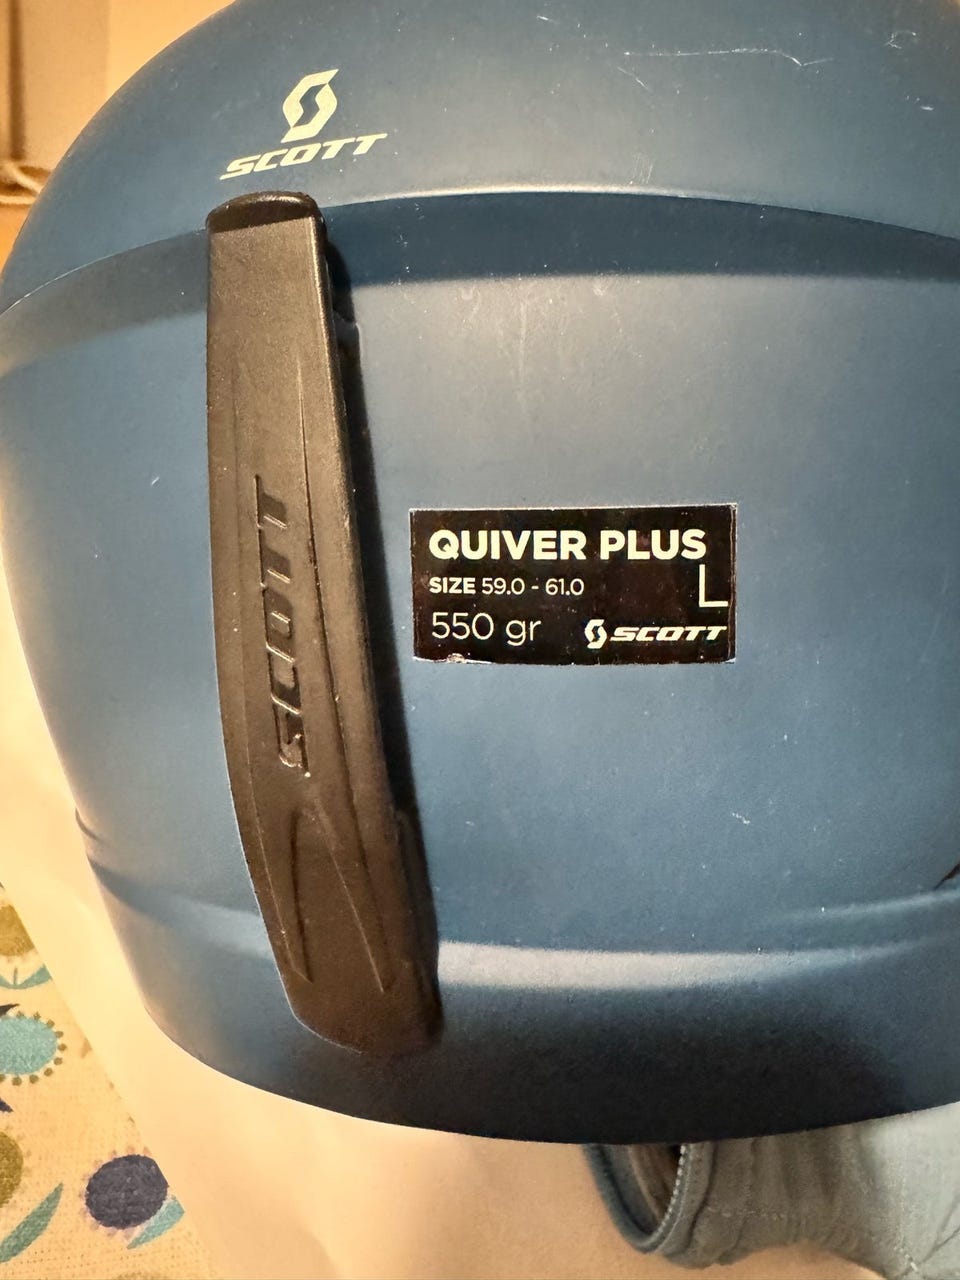 SCOTT
SCOTT
QUIVER PLUS
SIZE 59.0 - 61.0
L
550 gr
SCOTT